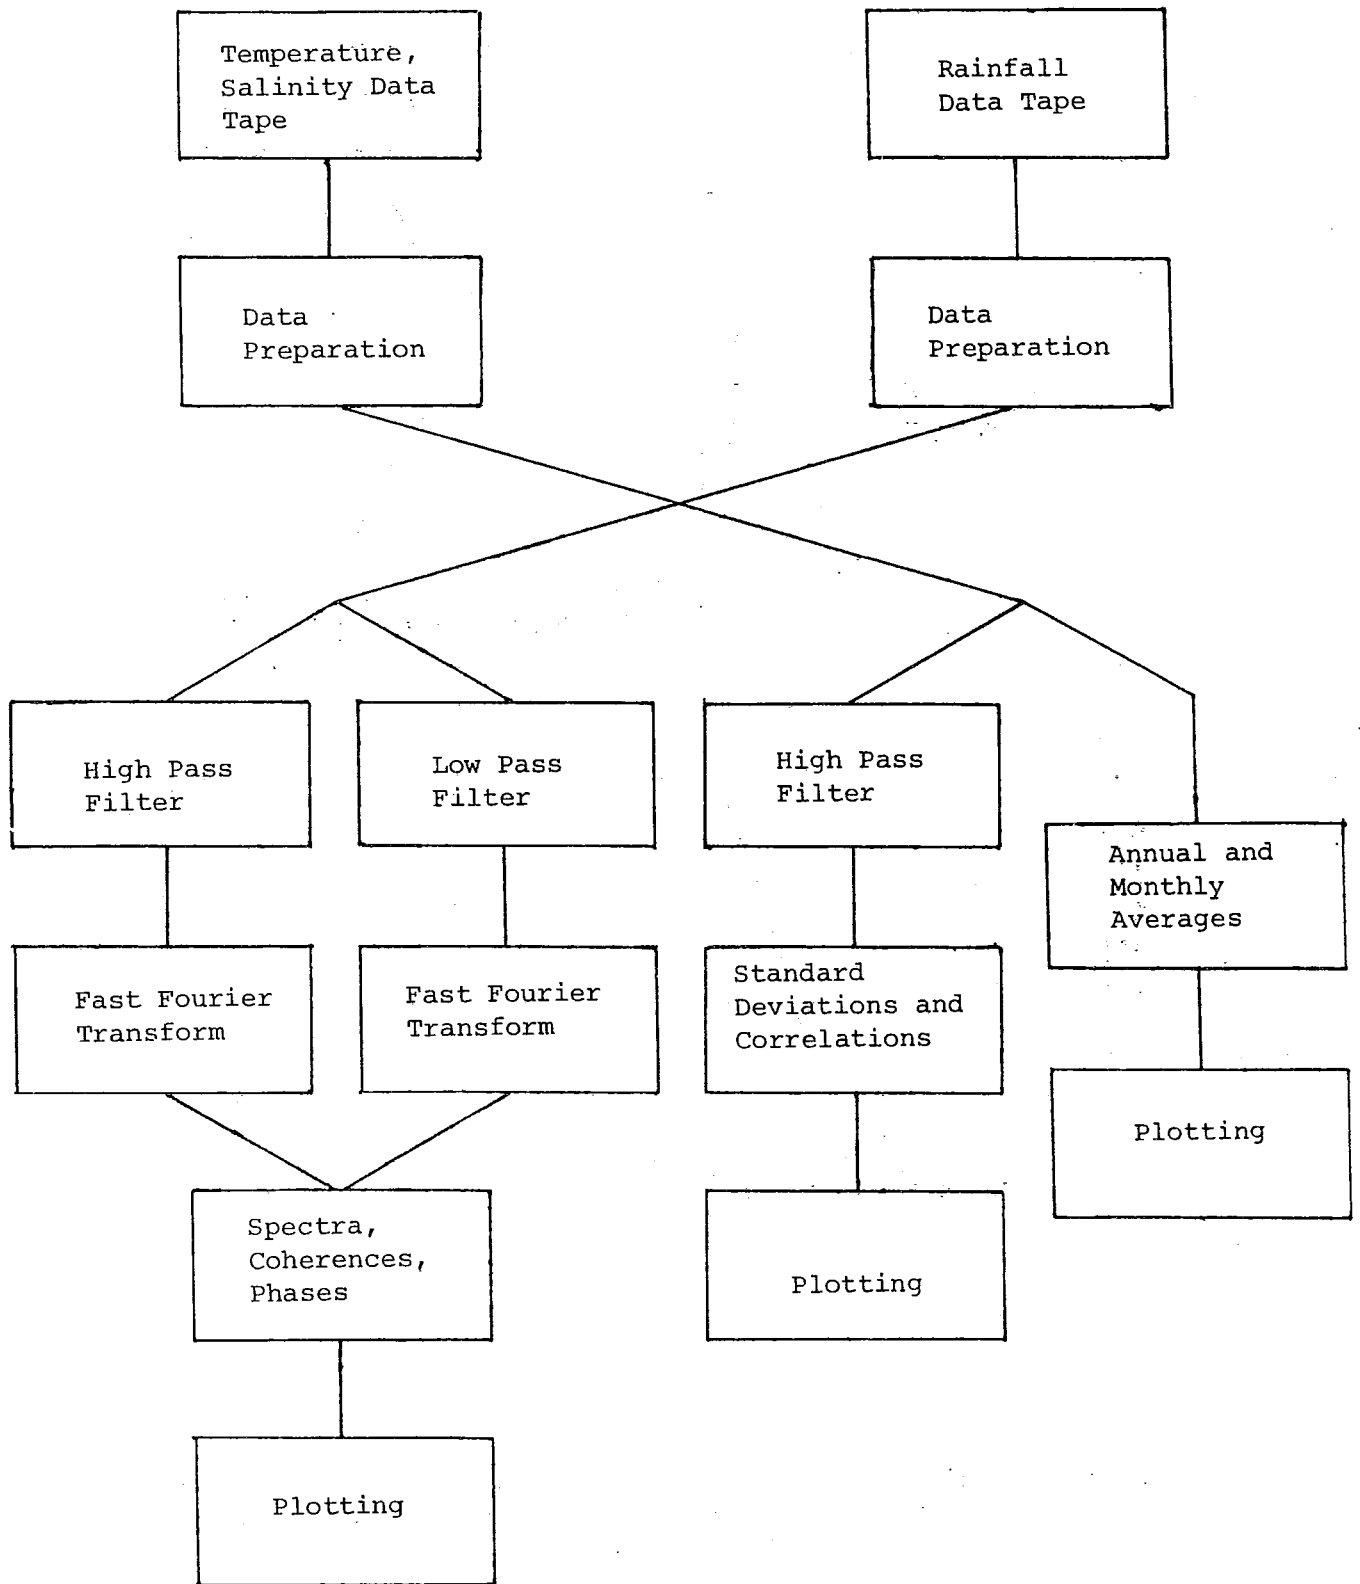 Temperature,
Salinity Data
Tape
Rainfall
Data Tape
Data
Preparation
Data
Preparation
High Pass
Filter
Low Pass
Filter
High Pass
Filter
Annual and
Monthly
Averages
Fast Fourier
Transform
Fast Fourier
Transform
Standard
Deviations and
Correlations
Plotting
Spectra,
Coherences,
Phases
Plotting
Plotting